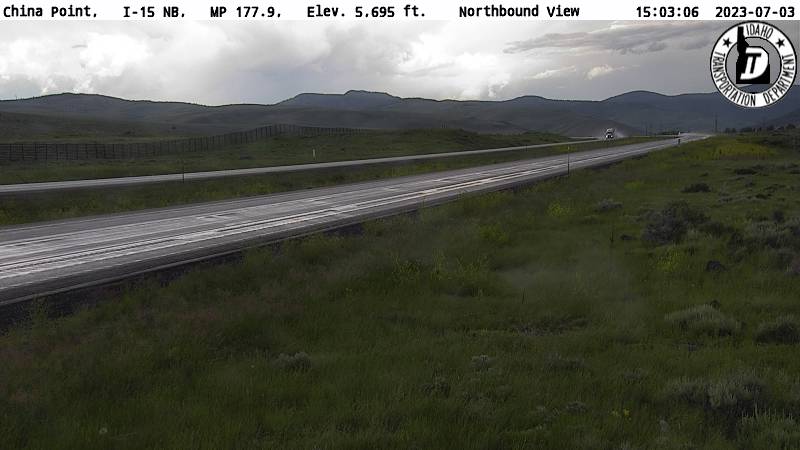 China Point,   I-15 NB,   MP 177.9,   Elev. 5,695 ft.   Northbound View   15:03:06   2023-07-03
IDAHO
TRANSPORTATION DEPARTMENT